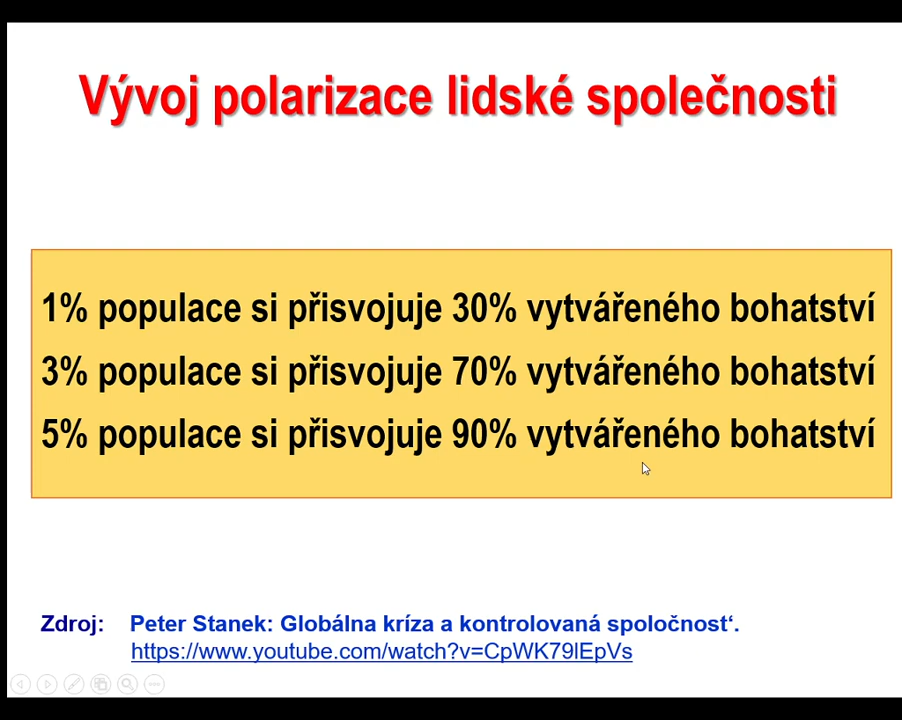 Vývoj polarizace lidské společnosti
1% populace si přisvojuje 30% vytvářeného bohatství
3% populace si přisvojuje 70% vytvářeného bohatství
5% populace si přisvojuje 90% vytvářeného bohatství
Zdroj: Peter Stanek: Globálna kríza a kontrolovaná spoločnosť.
https://www.youtube.com/watch?v=CpWK79lEpVs